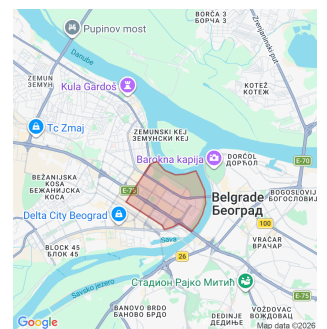 BORČA 3
БОРЧА 3
Zrenjaninski put
Pupinov most
Danube
ZEMUN
ЗЕМУН
Kula Gardoš
KOTEŽ
КОТЕЖ
Tc Zmaj
ZEMUNSKI KEJ
ЗЕМУНСКИ КЕЈ
Barokna kapija
DORĆOL
ДОРЋОЛ
E-70
BEŽANIJSKA
KOSA
БЕЖАНИЈСКА
КОСА
E-75
BOGOSLOVIJA
БОГОСЛОВИЈА
Belgrade
Београд
Delta City Beograd
100
BLOCK 45
БЛОК 45
Sava
VRAČAR
ВРАЧАР
26
Savsko jezero
Стадион Рајко Митић
E-75
BANOVO BRDO
БАНОВО БРДО
DEDINJE
ДЕДИЊЕ
VOŽDOVAC
ВОЖДОВАЦ
Google
Map data ©2026